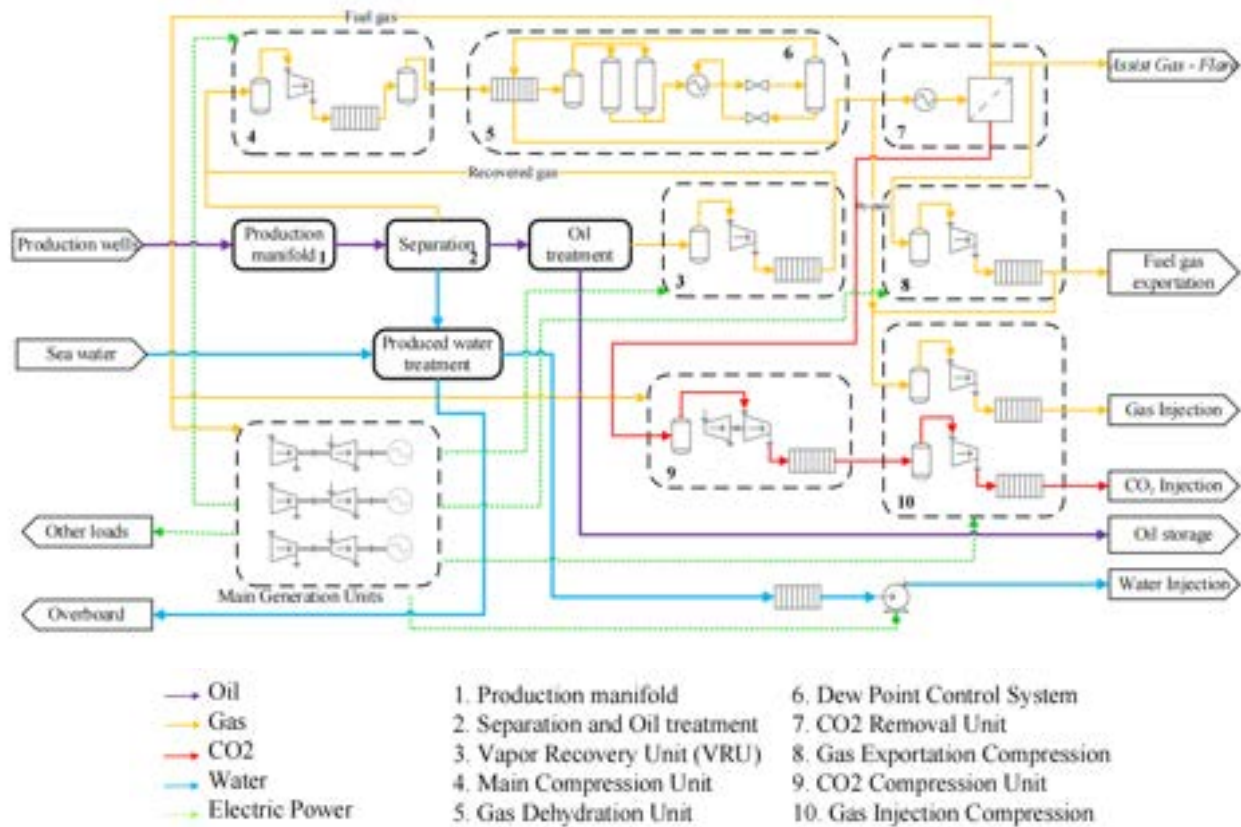 Fuel gas
Assist Gas - Flare
4
5
6
7
Recovered gas
Production wells
Production
manifold 1
Separation
2
Oil
treatment
3
8
Fuel gas
exportation
Sea water
Produced water
treatment
Gas Injection
9
10
CO₂ Injection
Other loads
Oil storage
Main Generation Units
Water Injection
Overboard
Oil
Gas
CO2
Water
Electric Power
1. Production manifold
2. Separation and Oil treatment
3. Vapor Recovery Unit (VRU)
4. Main Compression Unit
5. Gas Dehydration Unit
6. Dew Point Control System
7. CO2 Removal Unit
8. Gas Exportation Compression
9. CO2 Compression Unit
10. Gas Injection Compression